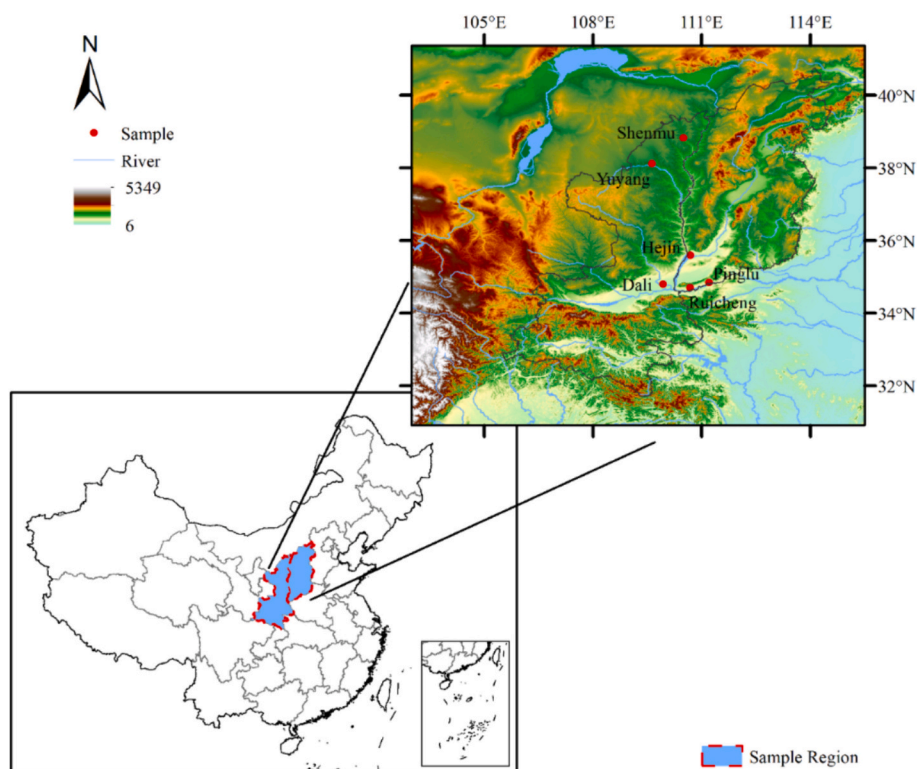 105°E 108°E 111°E 114°E
N
Sample
River
5349
6
40°N
38°N
36°N
34°N
32°N
Shenmu
Yuyang
Hejin
Pinglu
Dali
Ruicheng
Sample Region